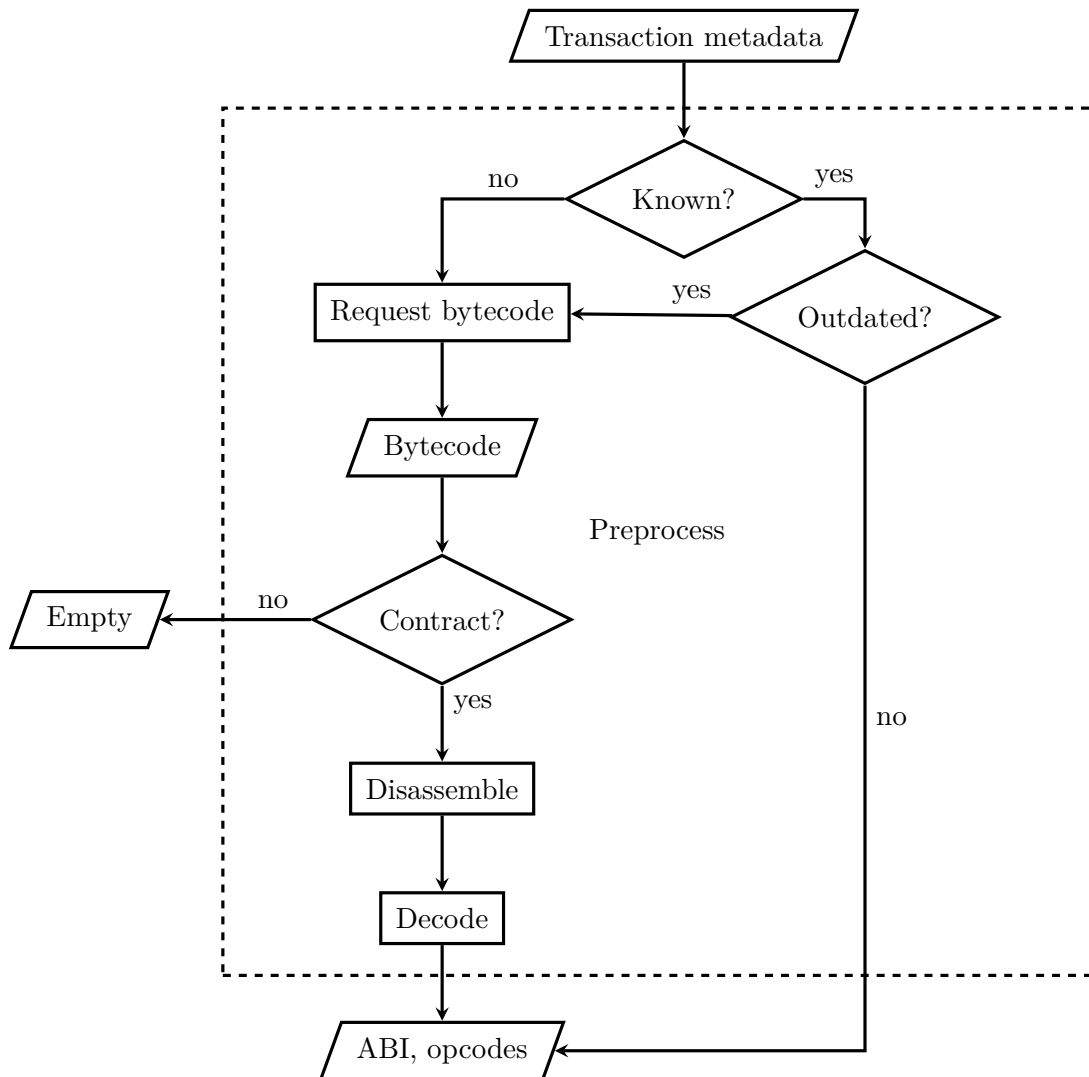 Transaction metadata
Known?
no
yes
Request bytecode
yes
Outdated?
Bytecode
Preprocess
Empty
no
Contract?
yes
no
Disassemble
Decode
ABI, opcodes